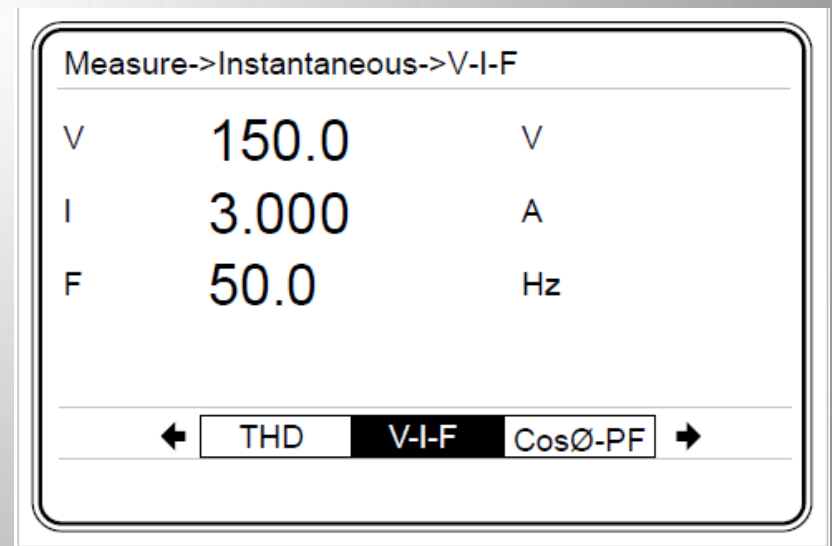 Measure->Instantaneous->V-I-F
V 150.0 V
I 3.000 A
F 50.0 Hz
🡸 THD V-I-F CosØ-PF 🡺